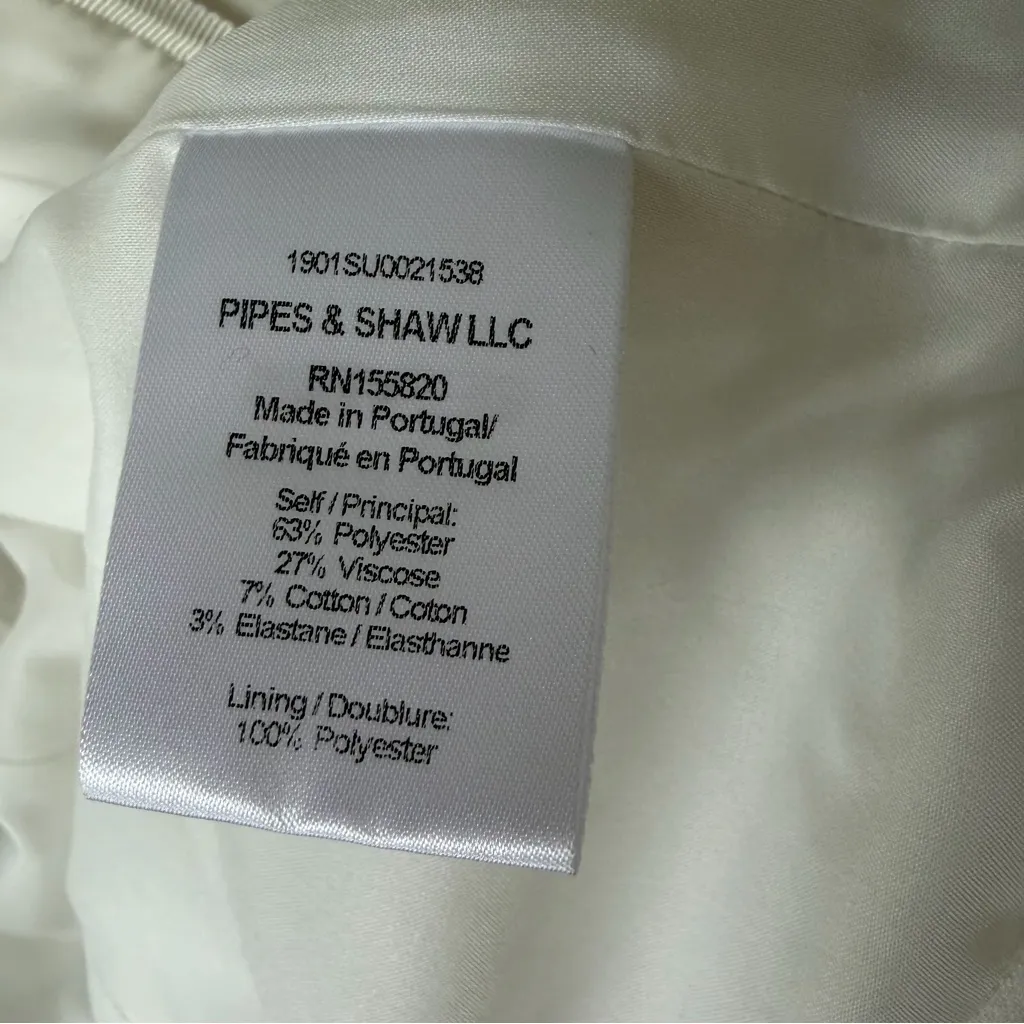 1901SU0021538
PIPES & SHAW LLC
RN155820
Made in Portugal/
Fabriqué en Portugal
Self / Principal:
63% Polyester
27% Viscose
7% Cotton / Coton
3% Elastane / Elasthanne
Lining / Doublure:
100% Polyester